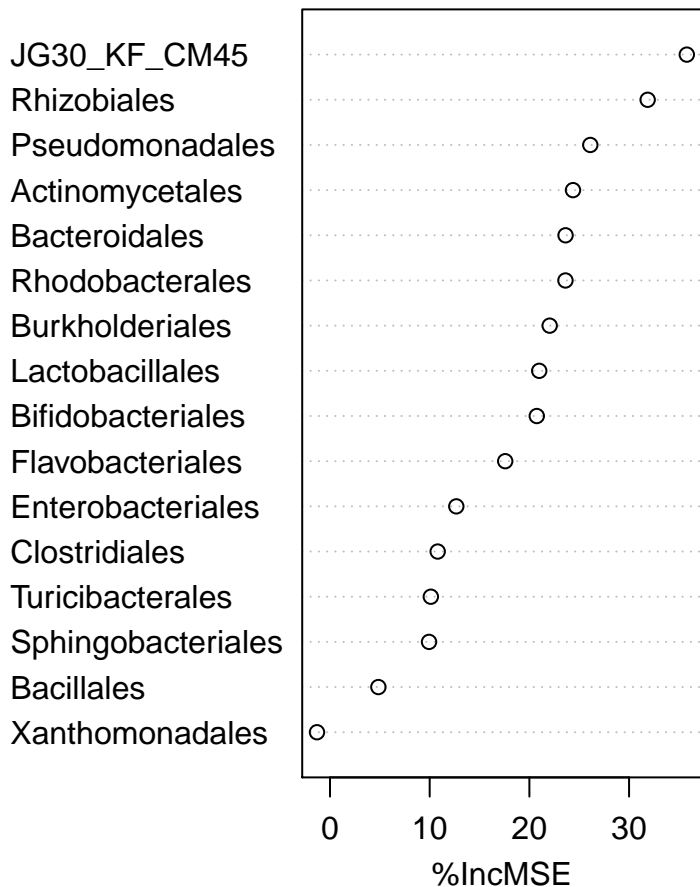 JG30_KF_CM45
Rhizobiales
Pseudomonadales
Actinomycetales
Bacteroidales
Rhodobacterales
Burkholderiales
Lactobacillales
Bifidobacteriales
Flavobacteriales
Enterobacteriales
Clostridiales
Turicibacterales
Sphingobacteriales
Bacillales
Xanthomonadales
0 10 20 30
%IncMSE